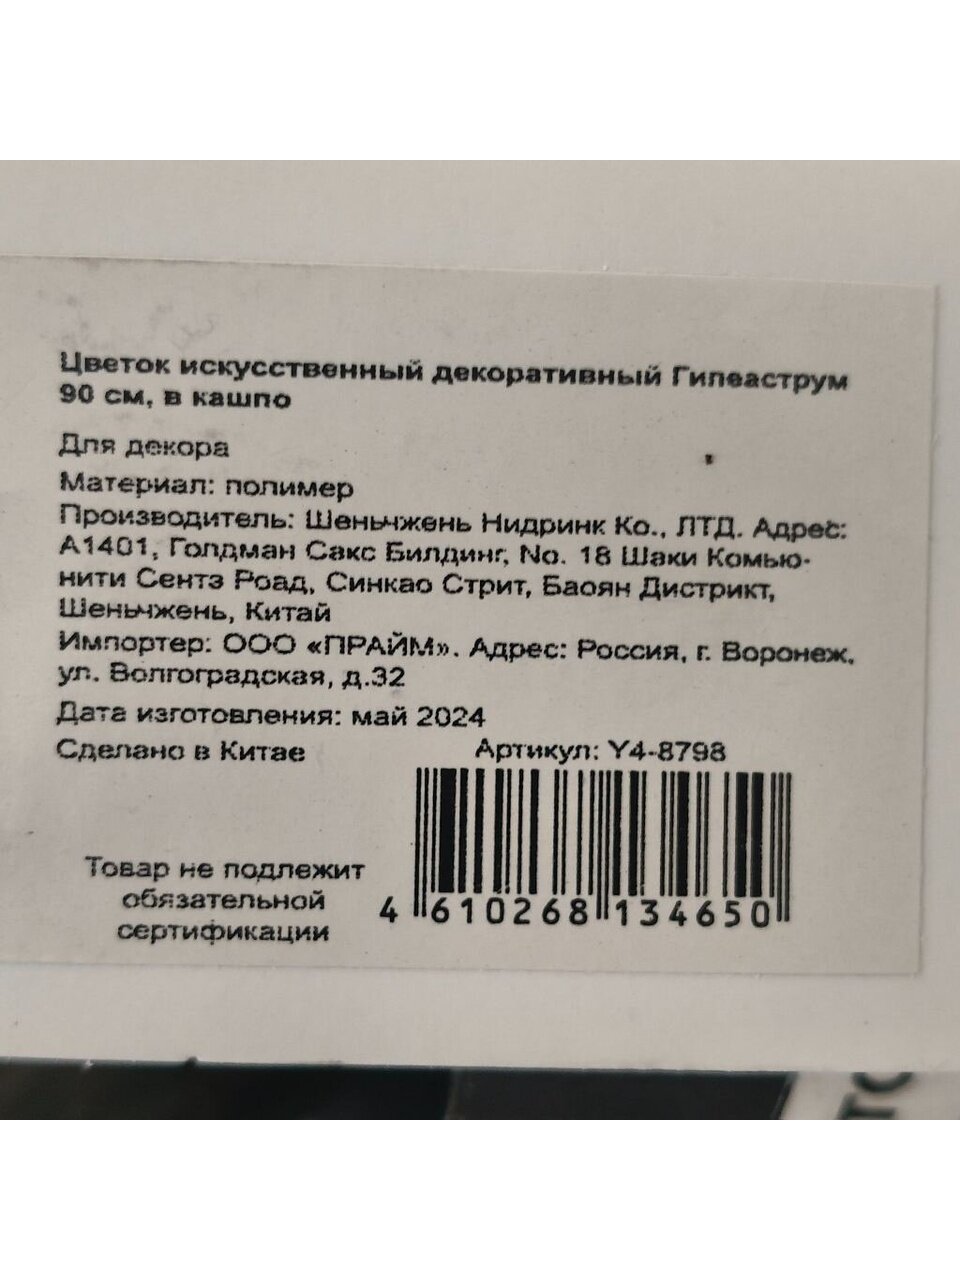 Цветок искусственный декоративный Гипеаструм
90 см, в кашпо
Для декора
Материал: полимер
Производитель: Шеньчжень Нидринк Ко., ЛТД. Адрес:
А1401, Голдман Сакс Билдинг, No. 18 Шаки Комью-
нити Сентэ Роад, Синкао Стрит, Баоян Дистрикт,
Шеньчжень, Китай
Импортер: ООО «ПРАЙМ». Адрес: Россия, г. Воронеж,
ул. Волгоградская, д.32
Дата изготовления: май 2024
Сделано в Китае
Артикул: Y4-8798
Товар не подлежит
обязательной
сертификации
4 610268 134650